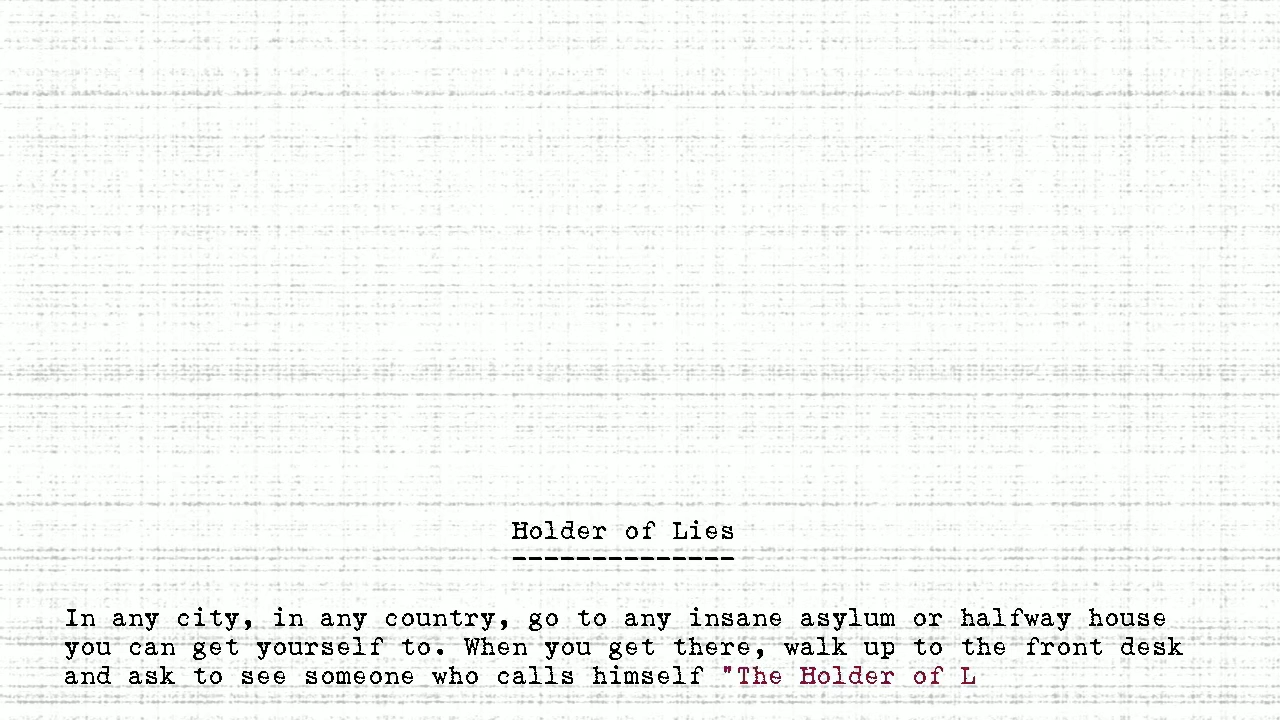 Holder of Lies
--------------
In any city, in any country, go to any insane asylum or halfway house
you can get yourself to. When you get there, walk up to the front desk
and ask to see someone who calls himself "The Holder of L